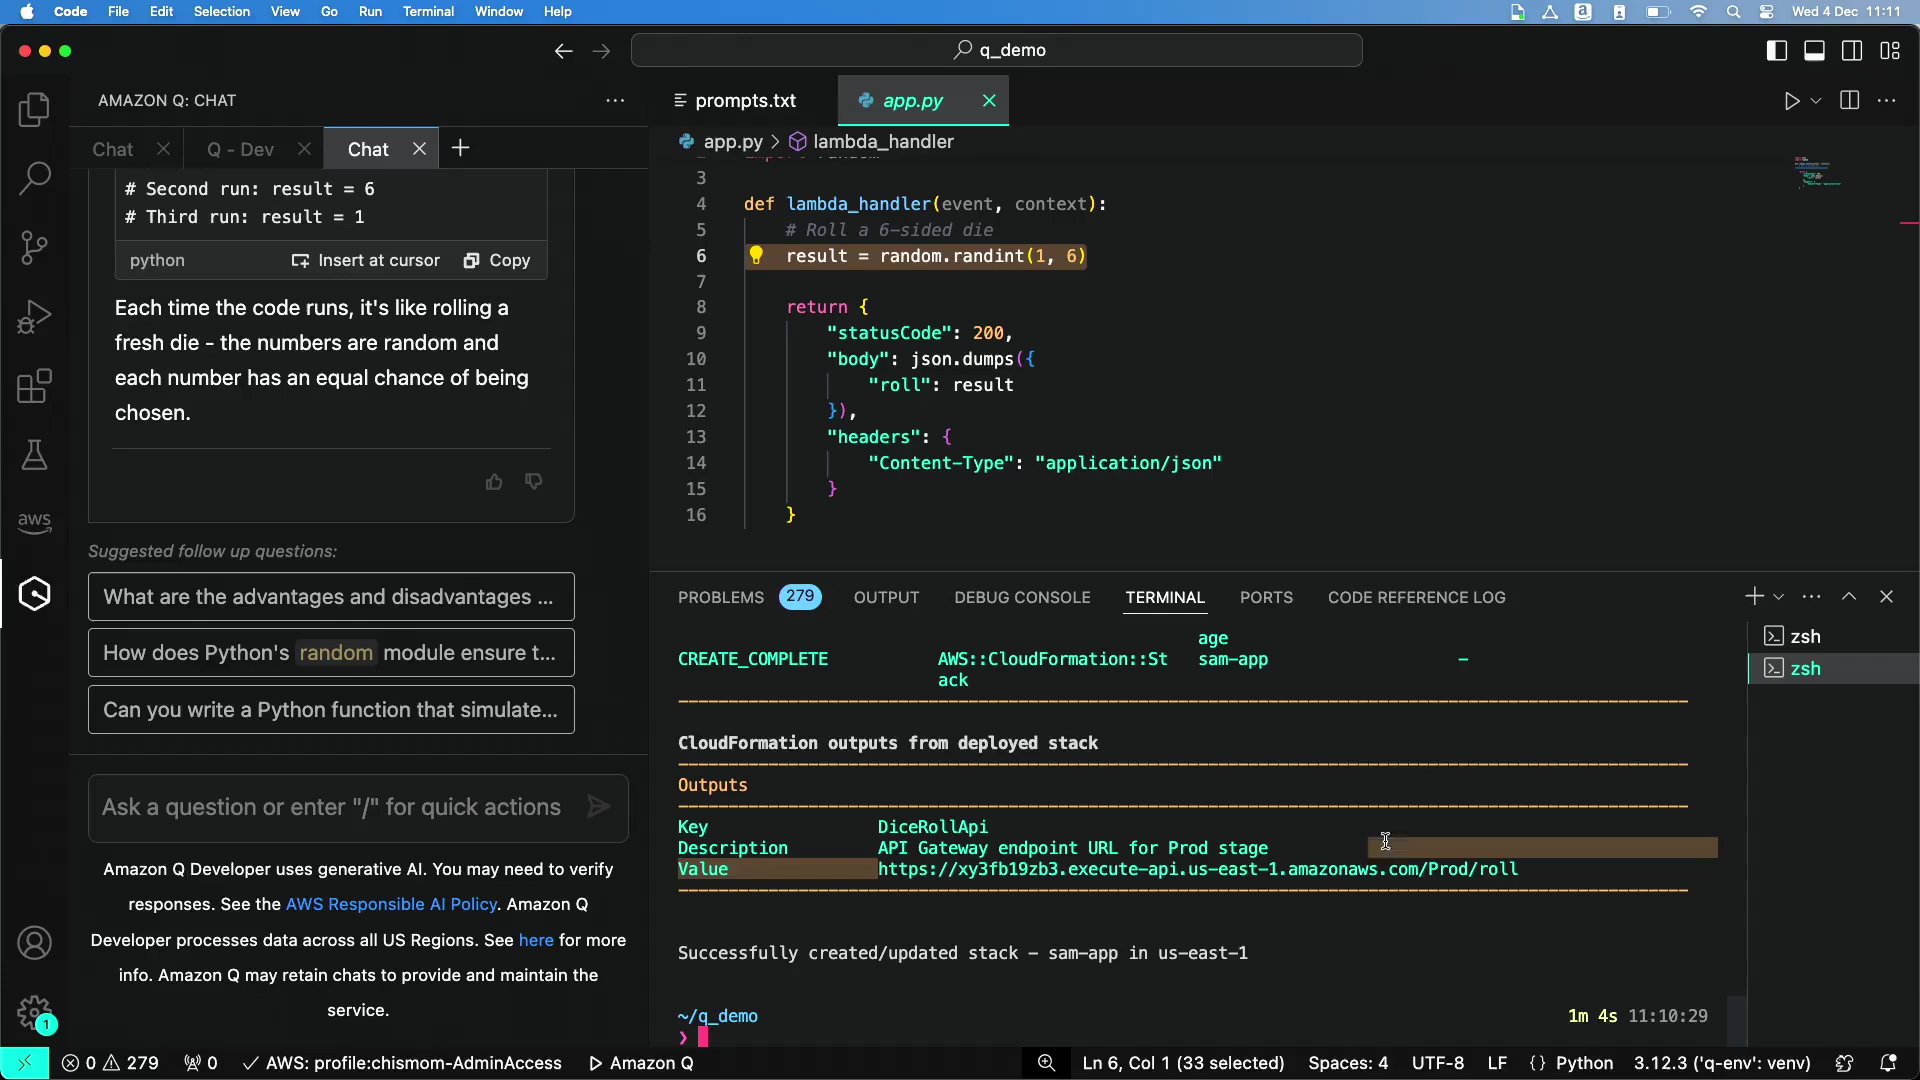 Code File Edit Selection View Go Run Terminal Window Help Wed 4 Dec 11:11
q_demo
AMAZON Q: CHAT
Chat Q - Dev Chat
# Second run: result = 6
# Third run: result = 1
python Insert at cursor Copy
Each time the code runs, it's like rolling a
fresh die - the numbers are random and
each number has an equal chance of being
chosen.
Suggested follow up questions:
What are the advantages and disadvantages ...
How does Python's random module ensure t...
Can you write a Python function that simulate...
Ask a question or enter "/" for quick actions
Amazon Q Developer uses generative AI. You may need to verify
responses. See the AWS Responsible AI Policy. Amazon Q
Developer processes data across all US Regions. See here for more
info. Amazon Q may retain chats to provide and maintain the
service.
aws
1
prompts.txt app.py
app.py > lambda_handler
3
4 def lambda_handler(event, context):
5 # Roll a 6-sided die
6 result = random.randint(1, 6)
7
8 return {
9 "statusCode": 200,
10 "body": json.dumps({
11 "roll": result
12 }),
13 "headers": {
14 "Content-Type": "application/json"
15 }
16 }
PROBLEMS 279 OUTPUT DEBUG CONSOLE TERMINAL PORTS CODE REFERENCE LOG
zsh
zsh
age
CREATE_COMPLETE AWS::CloudFormation::St sam-app -
ack
CloudFormation outputs from deployed stack
Outputs
Key DiceRollApi
Description API Gateway endpoint URL for Prod stage
Value https://xy3fb19zb3.execute-api.us-east-1.amazonaws.com/Prod/roll
Successfully created/updated stack - sam-app in us-east-1
~/q_demo 1m 4s 11:10:29
❯
0 279 0 AWS: profile:chismom-AdminAccess Amazon Q Ln 6, Col 1 (33 selected) Spaces: 4 UTF-8 LF {} Python 3.12.3 ('q-env': venv)